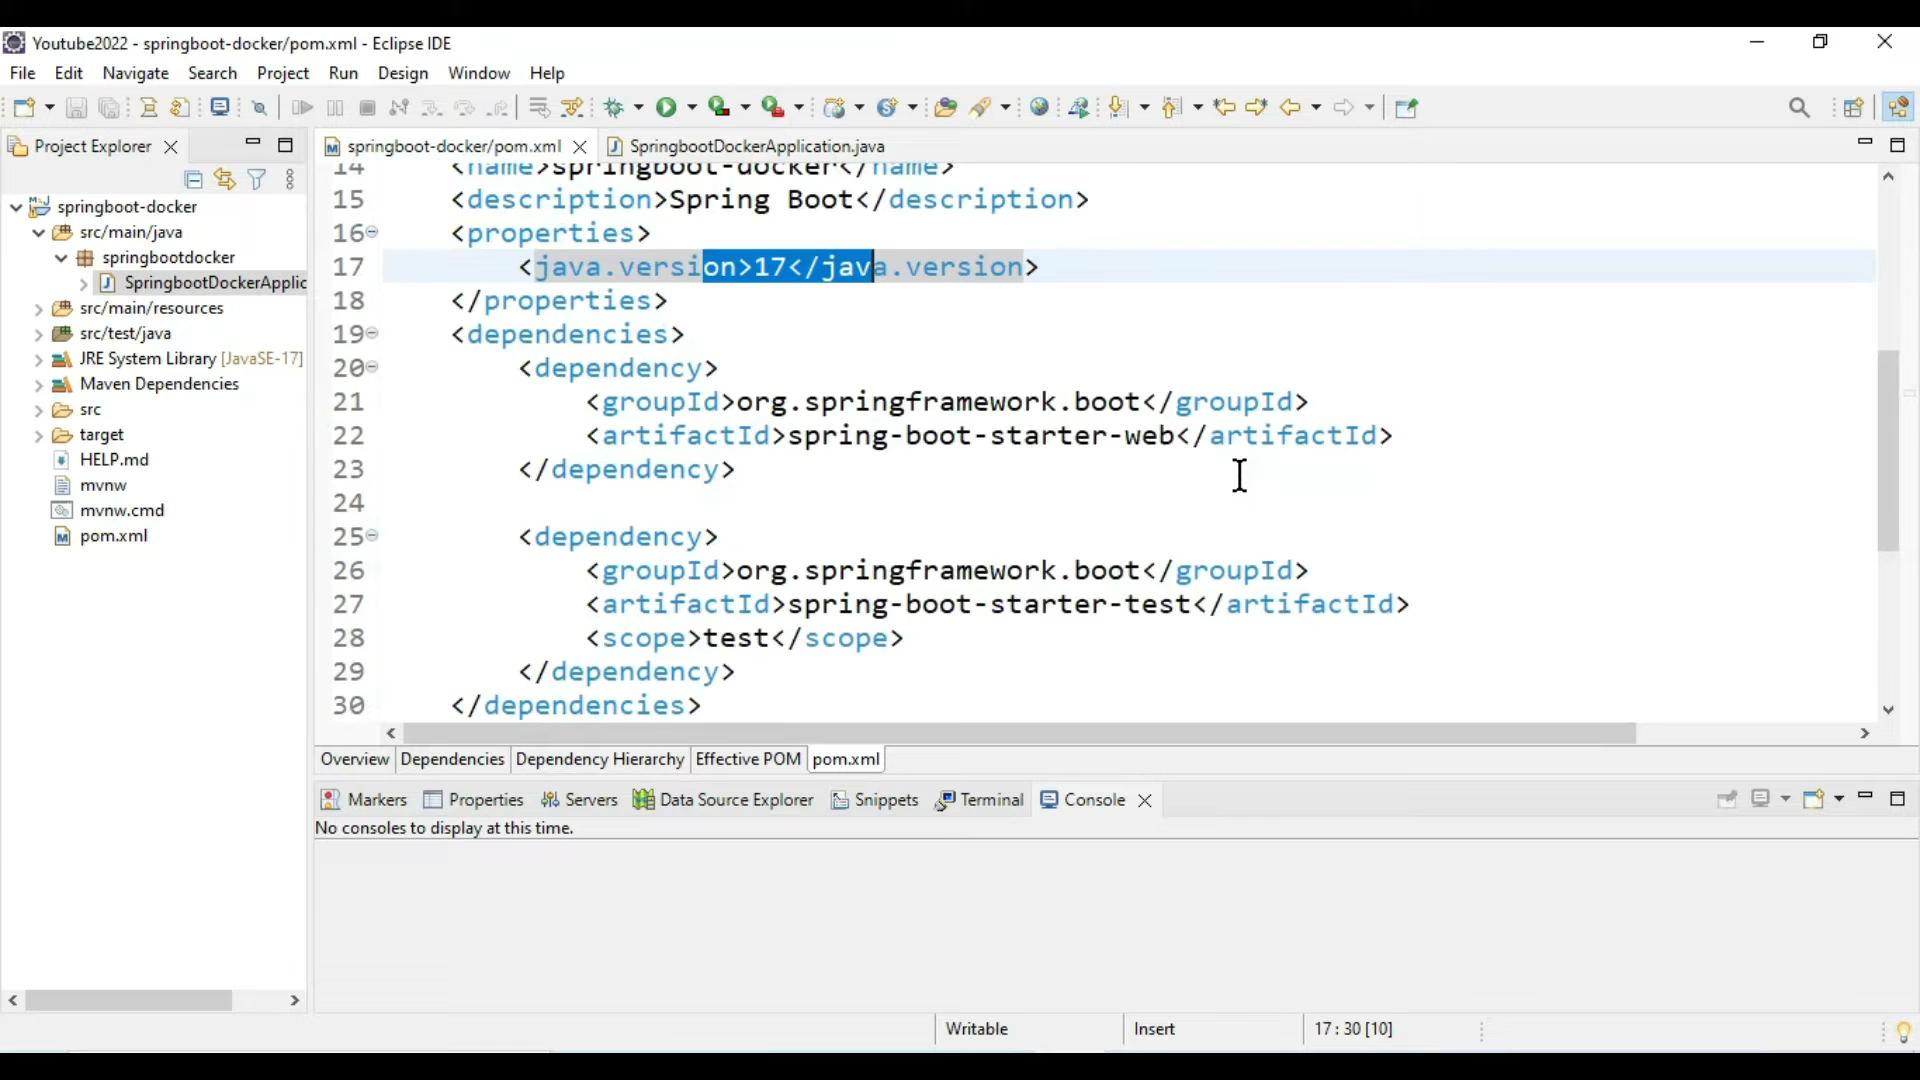 Youtube2022 - springboot-docker/pom.xml - Eclipse IDE
File Edit Navigate Search Project Run Design Window Help
Project Explorer
springboot-docker
src/main/java
springbootdocker
SpringbootDockerApplic
src/main/resources
src/test/java
JRE System Library [JavaSE-17]
Maven Dependencies
src
target
HELP.md
mvnw
mvnw.cmd
pom.xml
springboot-docker/pom.xml SpringbootDockerApplication.java
14 <name>springboot-docker</name>
15 <description>Spring Boot</description>
16 <properties>
17 <java.version>17</java.version>
18 </properties>
19 <dependencies>
20 <dependency>
21 <groupId>org.springframework.boot</groupId>
22 <artifactId>spring-boot-starter-web</artifactId>
23 </dependency>
24
25 <dependency>
26 <groupId>org.springframework.boot</groupId>
27 <artifactId>spring-boot-starter-test</artifactId>
28 <scope>test</scope>
29 </dependency>
30 </dependencies>
Overview Dependencies Dependency Hierarchy Effective POM pom.xml
Markers Properties Servers Data Source Explorer Snippets Terminal Console
No consoles to display at this time.
Writable Insert 17 : 30 [10]